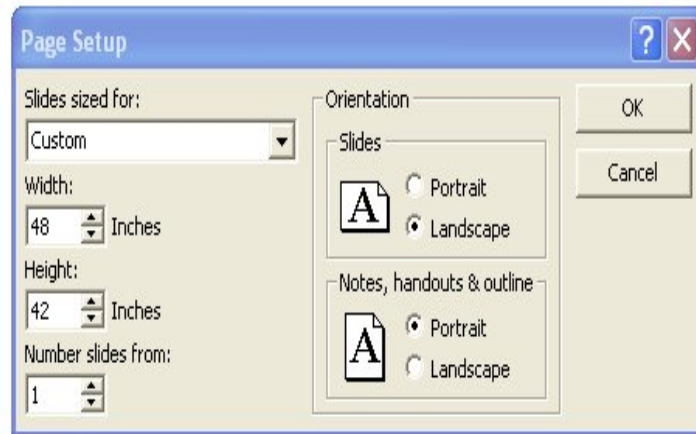 Page Setup
Slides sized for:
Custom
Width:
48 Inches
Height:
42 Inches
Number slides from:
1
Orientation
Slides
A
Portrait
Landscape
Notes, handouts & outline
A
Portrait
Landscape
OK
Cancel